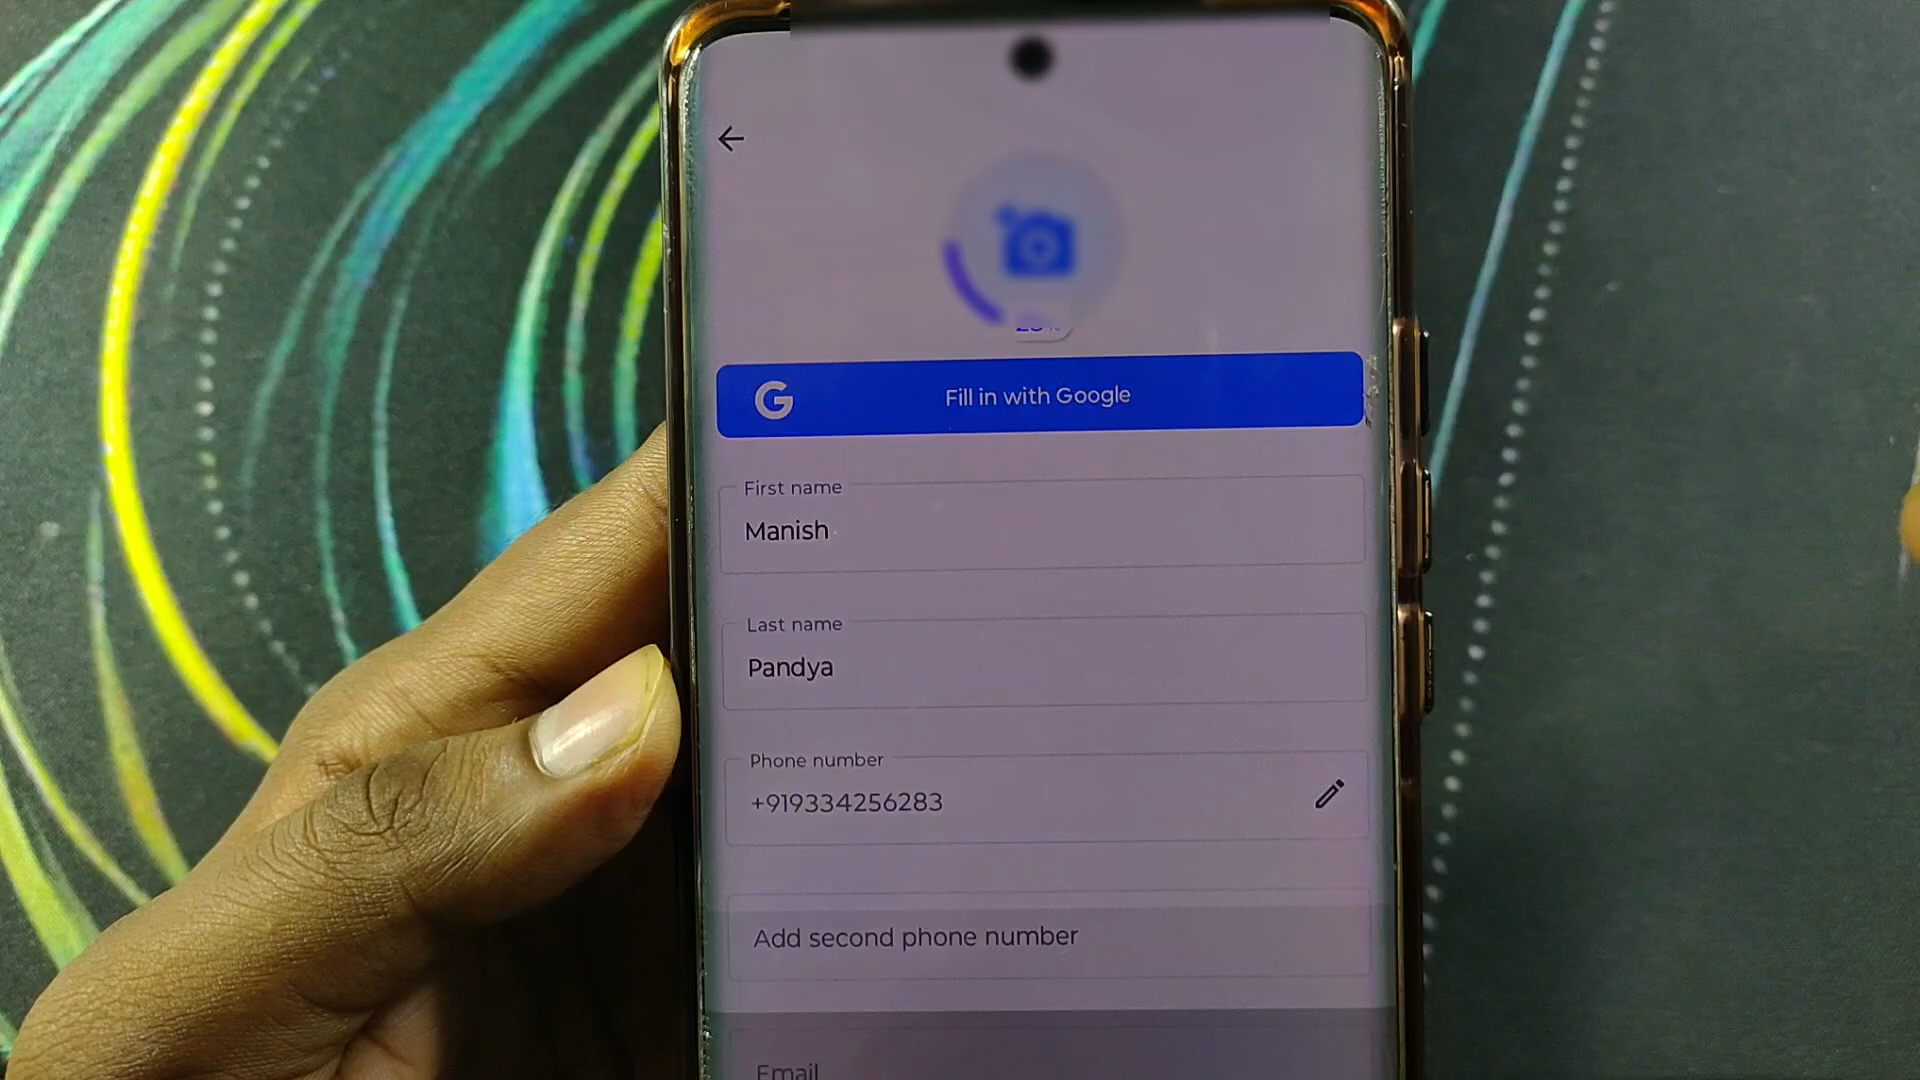 Fill in with Google
First name
Manish
Last name
Pandya
Phone number
+919334256283
Add second phone number
Email